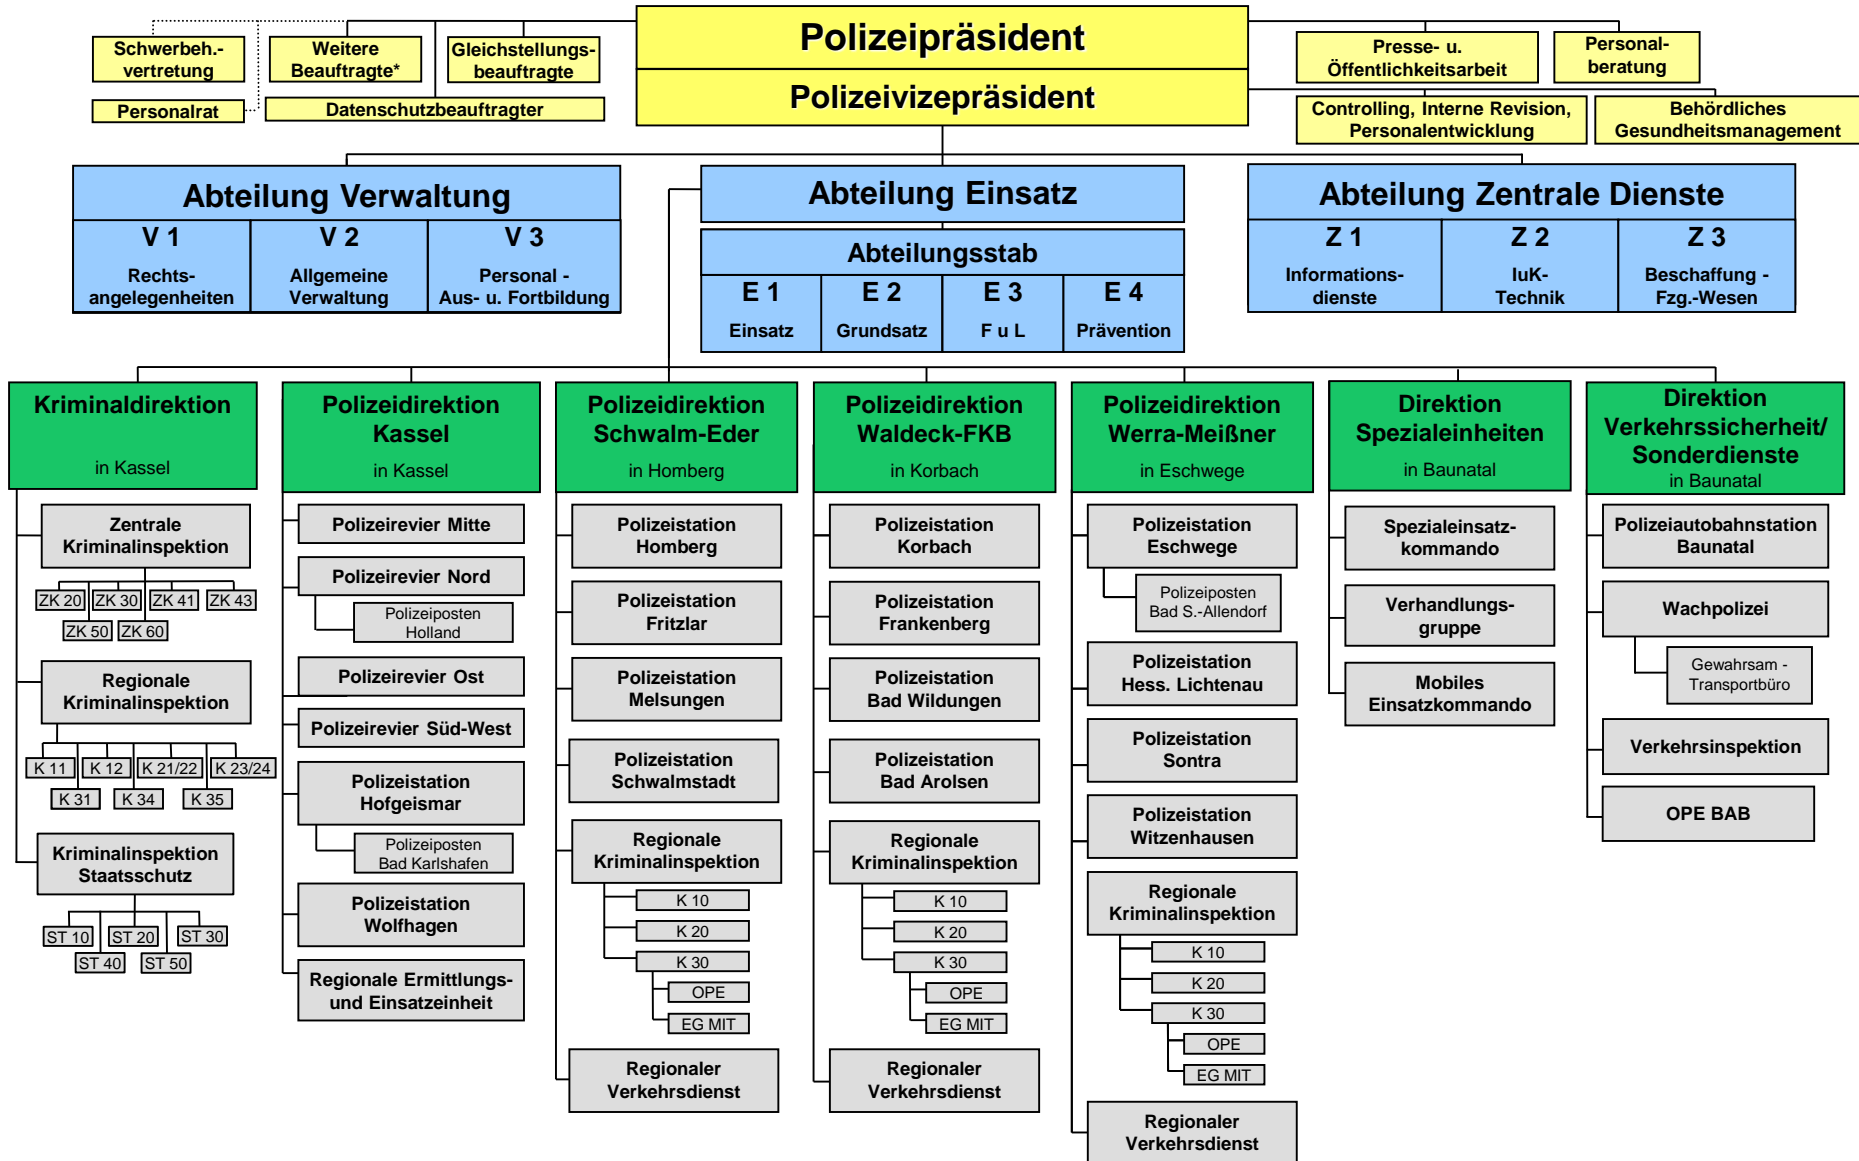 Polizeipräsident
Polizeivizepräsident
Schwerbeh.-
vertretung
Weitere
Beauftragte*
Gleichstellungs-
beauftragte
Personalrat
Datenschutzbeauftragter
Presse- u.
Öffentlichkeitsarbeit
Personal-
beratung
Controlling, Interne Revision,
Personalentwicklung
Behördliches
Gesundheitsmanagement
Abteilung Verwaltung
V 1
Rechts-
angelegenheiten
V 2
Allgemeine
Verwaltung
V 3
Personal -
Aus- u. Fortbildung
Abteilung Einsatz
Abteilungsstab
E 1
Einsatz
E 2
Grundsatz
E 3
F u L
E 4
Prävention
Abteilung Zentrale Dienste
Z 1
Informations-
dienste
Z 2
IuK-
Technik
Z 3
Beschaffung -
Fzg.-Wesen
Kriminaldirektion
in Kassel
Zentrale
Kriminalinspektion
ZK 20
ZK 30
ZK 41
ZK 43
ZK 50
ZK 60
Regionale
Kriminalinspektion
K 11
K 12
K 21/22
K 23/24
K 31
K 34
K 35
Kriminalinspektion
Staatsschutz
ST 10
ST 20
ST 30
ST 40
ST 50
Polizeidirektion
Kassel
in Kassel
Polizeirevier Mitte
Polizeirevier Nord
Polizeiposten
Holland
Polizeirevier Ost
Polizeirevier Süd-West
Polizeistation
Hofgeismar
Polizeiposten
Bad Karlshafen
Polizeistation
Wolfhagen
Regionale Ermittlungs-
und Einsatzeinheit
Polizeidirektion
Schwalm-Eder
in Homberg
Polizeistation
Homberg
Polizeistation
Fritzlar
Polizeistation
Melsungen
Polizeistation
Schwalmstadt
Regionale
Kriminalinspektion
K 10
K 20
K 30
OPE
EG MIT
Regionaler
Verkehrsdienst
Polizeidirektion
Waldeck-FKB
in Korbach
Polizeistation
Korbach
Polizeistation
Frankenberg
Polizeistation
Bad Wildungen
Polizeistation
Bad Arolsen
Regionale
Kriminalinspektion
K 10
K 20
K 30
OPE
EG MIT
Regionaler
Verkehrsdienst
Polizeidirektion
Werra-Meißner
in Eschwege
Polizeistation
Eschwege
Polizeiposten
Bad S.-Allendorf
Polizeistation
Hess. Lichtenau
Polizeistation
Sontra
Polizeistation
Witzenhausen
Regionale
Kriminalinspektion
K 10
K 20
K 30
OPE
EG MIT
Regionaler
Verkehrsdienst
Direktion
Spezialeinheiten
in Baunatal
Spezialeinsatz-
kommando
Verhandlungs-
gruppe
Mobiles
Einsatzkommando
Direktion
Verkehrssicherheit/
Sonderdienste
in Baunatal
Polizeiautobahnstation
Baunatal
Wachpolizei
Gewahrsam -
Transportbüro
Verkehrsinspektion
OPE BAB